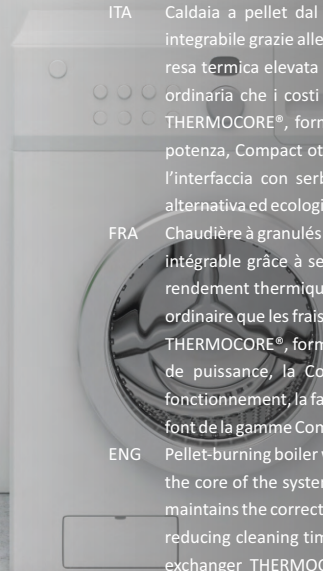 ITA Caldaia a pellet dal
integrabile grazie alle
resa termica elevata
ordinaria che i costi
THERMOCORE®, form
potenza, Compact ot
l’interfaccia con serb
alternativa ed ecologi
FRA Chaudière à granulés
intégrable grâce à se
rendement thermiqu
ordinaire que les frais
THERMOCORE®, form
de puissance, la Co
fonctionnement, la fa
font de la gamme Com
ENG Pellet-burning boiler v
the core of the system
maintains the correct
reducing cleaning tim
exchanger THERMOC